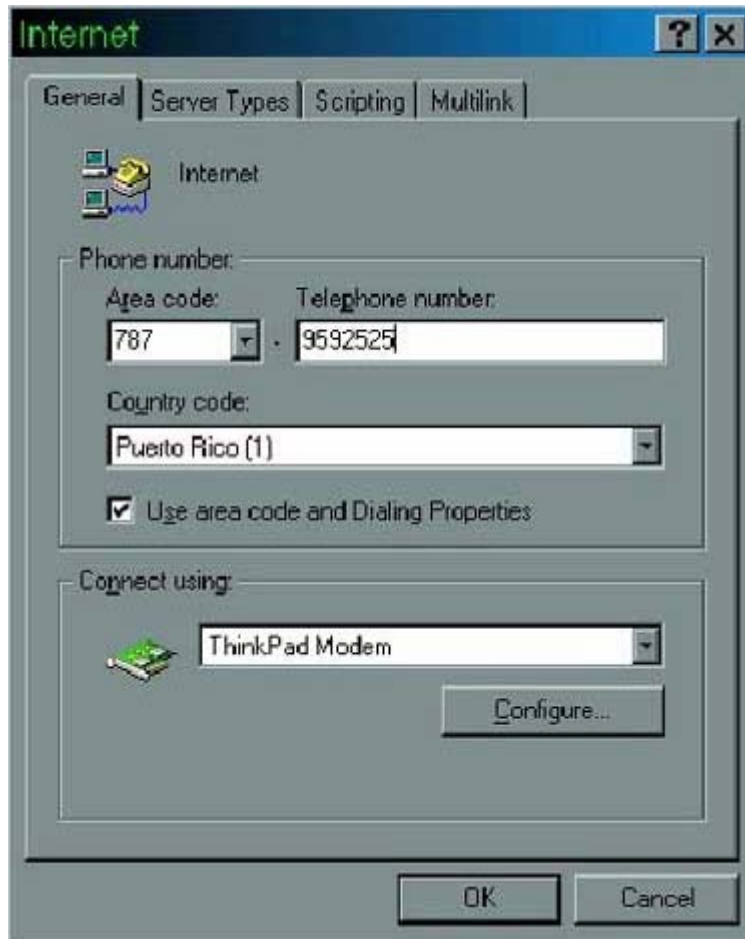 Internet
General Server Types Scripting Multilink
Internet
Phone number:
Area code: Telephone number:
787 . 9592525
Country code:
Puerto Rico (1)
Use area code and Dialing Properties
Connect using:
ThinkPad Modem
Configure...
OK Cancel